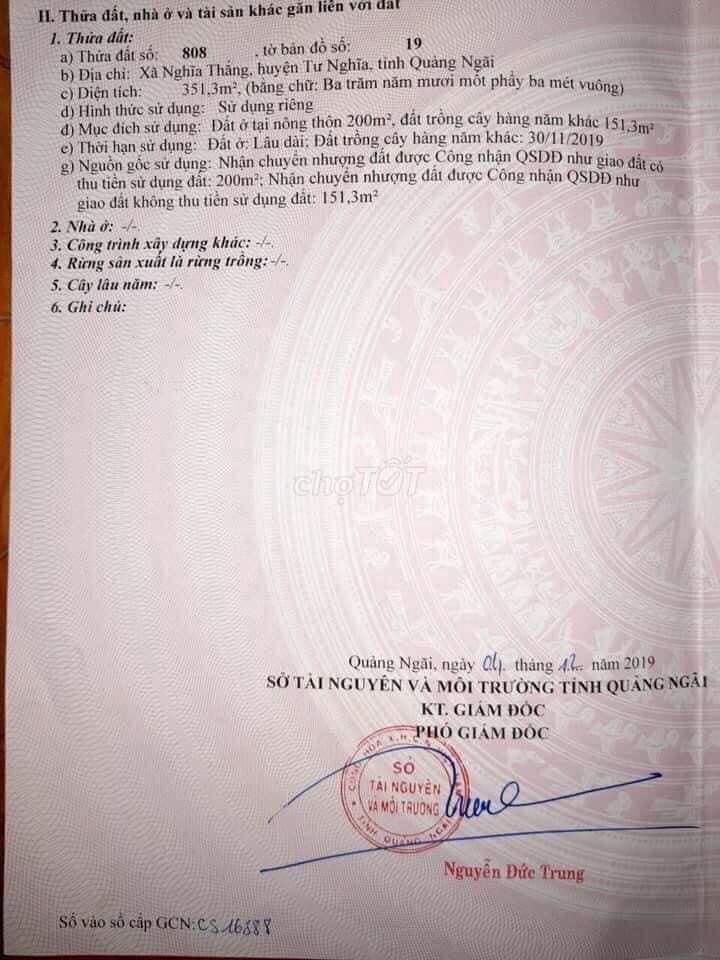 II. Thửa đất, nhà ở và tài sản khác gắn liền với đất
1. Thửa đất:
a) Thửa đất số: 808 , tờ bản đồ số: 19
b) Địa chỉ: Xã Nghĩa Thắng, huyện Tư Nghĩa, tỉnh Quảng Ngãi
c) Diện tích: 351,3m², (bằng chữ: Ba trăm năm mươi mốt phẩy ba mét vuông)
d) Hình thức sử dụng: Sử dụng riêng
đ) Mục đích sử dụng: Đất ở tại nông thôn 200m², đất trồng cây hàng năm khác 151,3m²
e) Thời hạn sử dụng: Đất ở: Lâu dài; Đất trồng cây hàng năm khác: 30/11/2019
g) Nguồn gốc sử dụng: Nhận chuyển nhượng đất được Công nhận QSDĐ như giao đất có
thu tiền sử dụng đất: 200m²; Nhận chuyển nhượng đất được Công nhận QSDĐ như
giao đất không thu tiền sử dụng đất: 151,3m²
2. Nhà ở: -/-.
3. Công trình xây dựng khác: -/-.
4. Rừng sản xuất là rừng trồng: -/-.
5. Cây lâu năm: -/-.
6. Ghi chú:
chợTỐT
Quảng Ngãi, ngày 04 tháng 12 năm 2019
SỞ TÀI NGUYÊN VÀ MÔI TRƯỜNG TỈNH QUẢNG NGÃI
KT. GIÁM ĐỐC
PHÓ GIÁM ĐỐC
SỞ
TÀI NGUYÊN
VÀ MÔI TRƯỜNG
TỈNH QUẢNG NGÃI
Nguyễn Đức Trung
Số vào sổ cấp GCN: CS16888